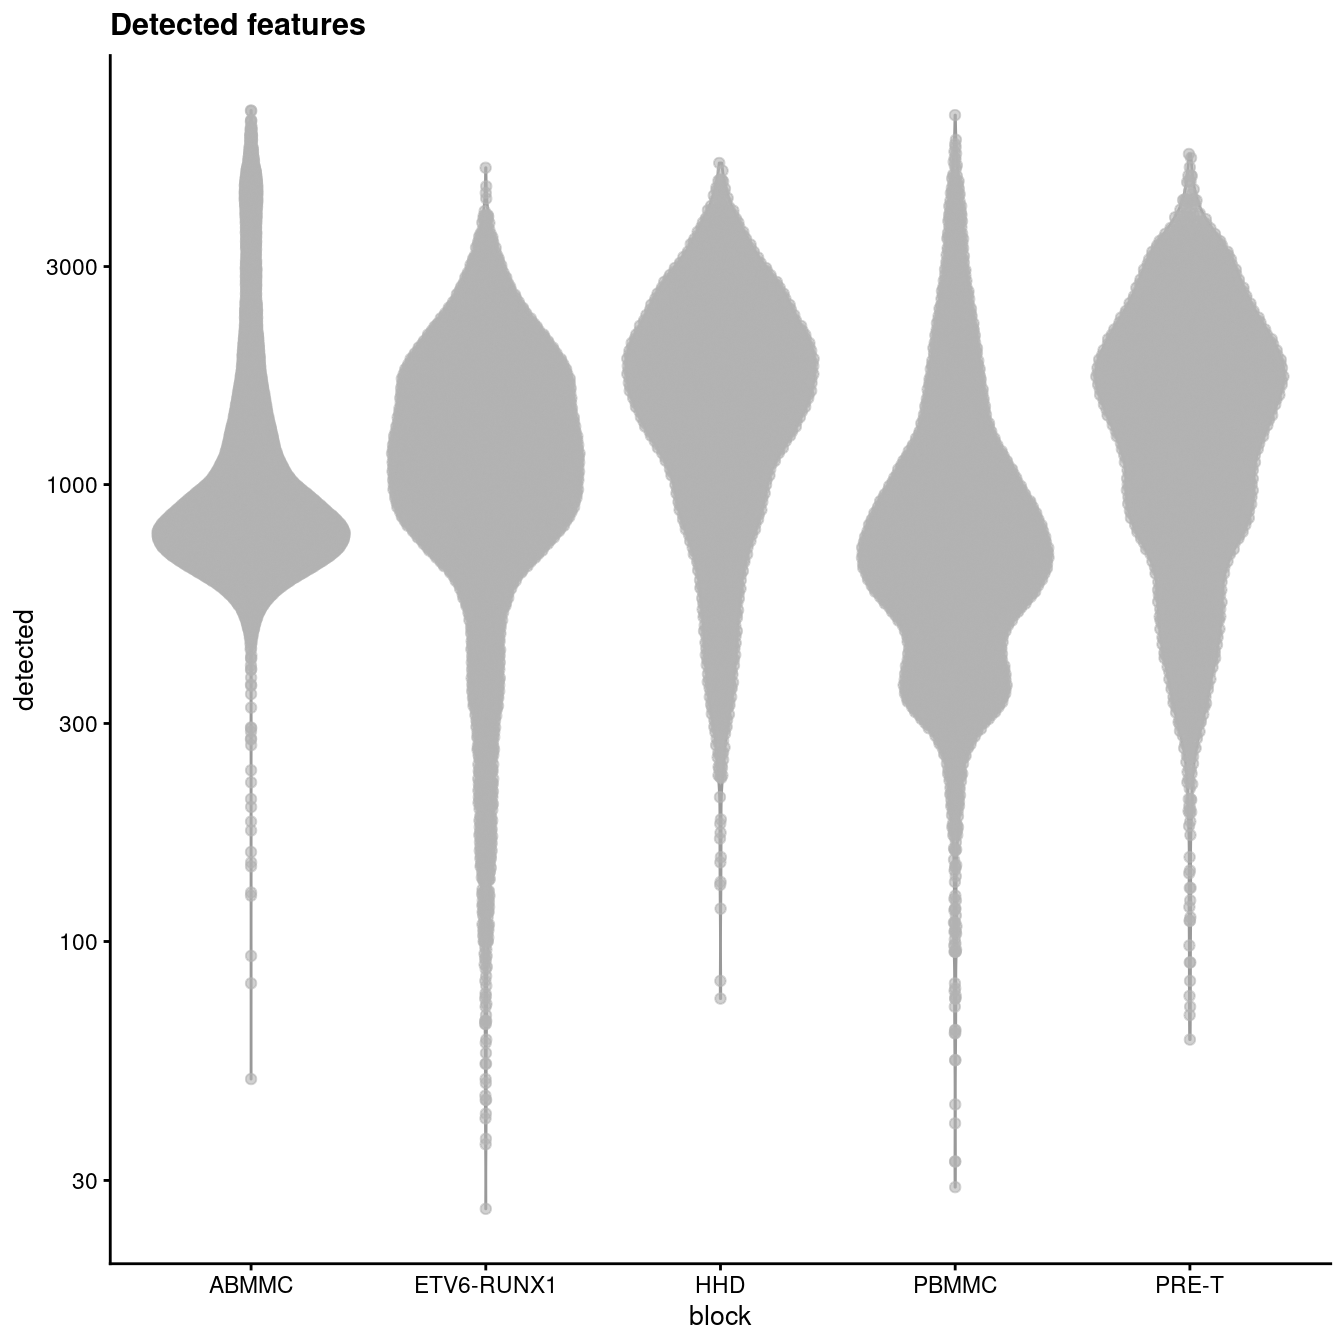 Detected features
detected
3000
1000
300
100
30
ABMMC
ETV6-RUNX1
HHD
PBMMC
PRE-T
block